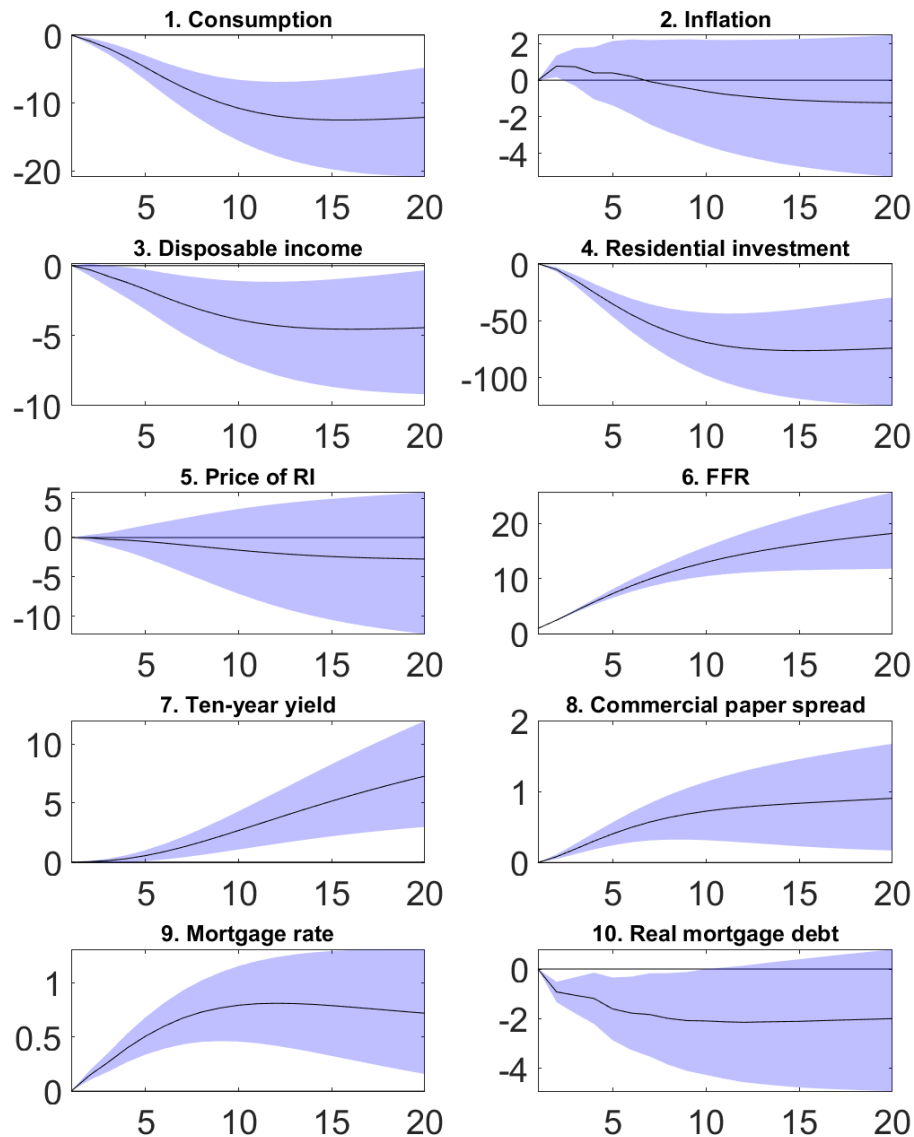 1. Consumption
2. Inflation
0
-10
-20
5 10 15 20
2
0
-2
-4
5 10 15 20
3. Disposable income
4. Residential investment
0
-5
-10
5 10 15 20
0
-50
-100
5 10 15 20
5. Price of RI
6. FFR
5
0
-5
-10
5 10 15 20
20
10
0
5 10 15 20
7. Ten-year yield
8. Commercial paper spread
10
5
0
5 10 15 20
2
1
0
5 10 15 20
9. Mortgage rate
10. Real mortgage debt
1
0.5
0
5 10 15 20
0
-2
-4
5 10 15 20